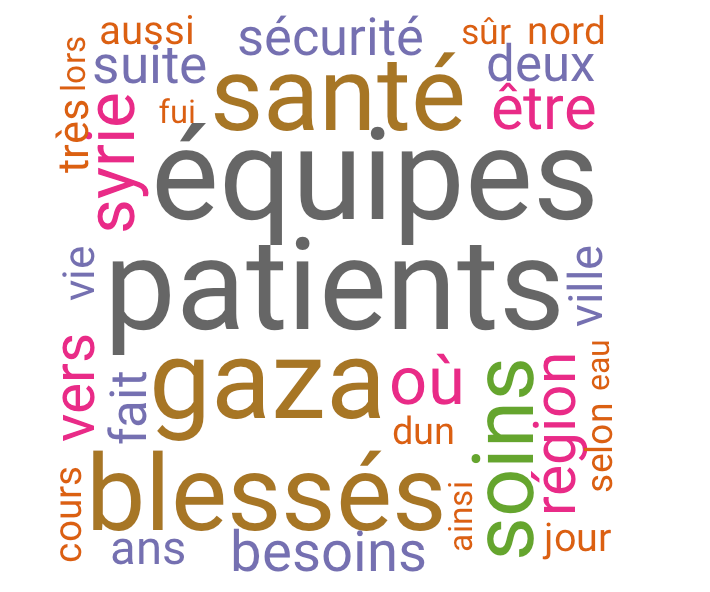 aussi
sécurité
sûr
nord
lors
suite
deux
santé
être
très
syrie
fui
équipes
vie
patients
ville
vers
fait
gaza
où
dun
soins
région
eau
selon
blessés
cours
ainsi
ans
besoins
jour